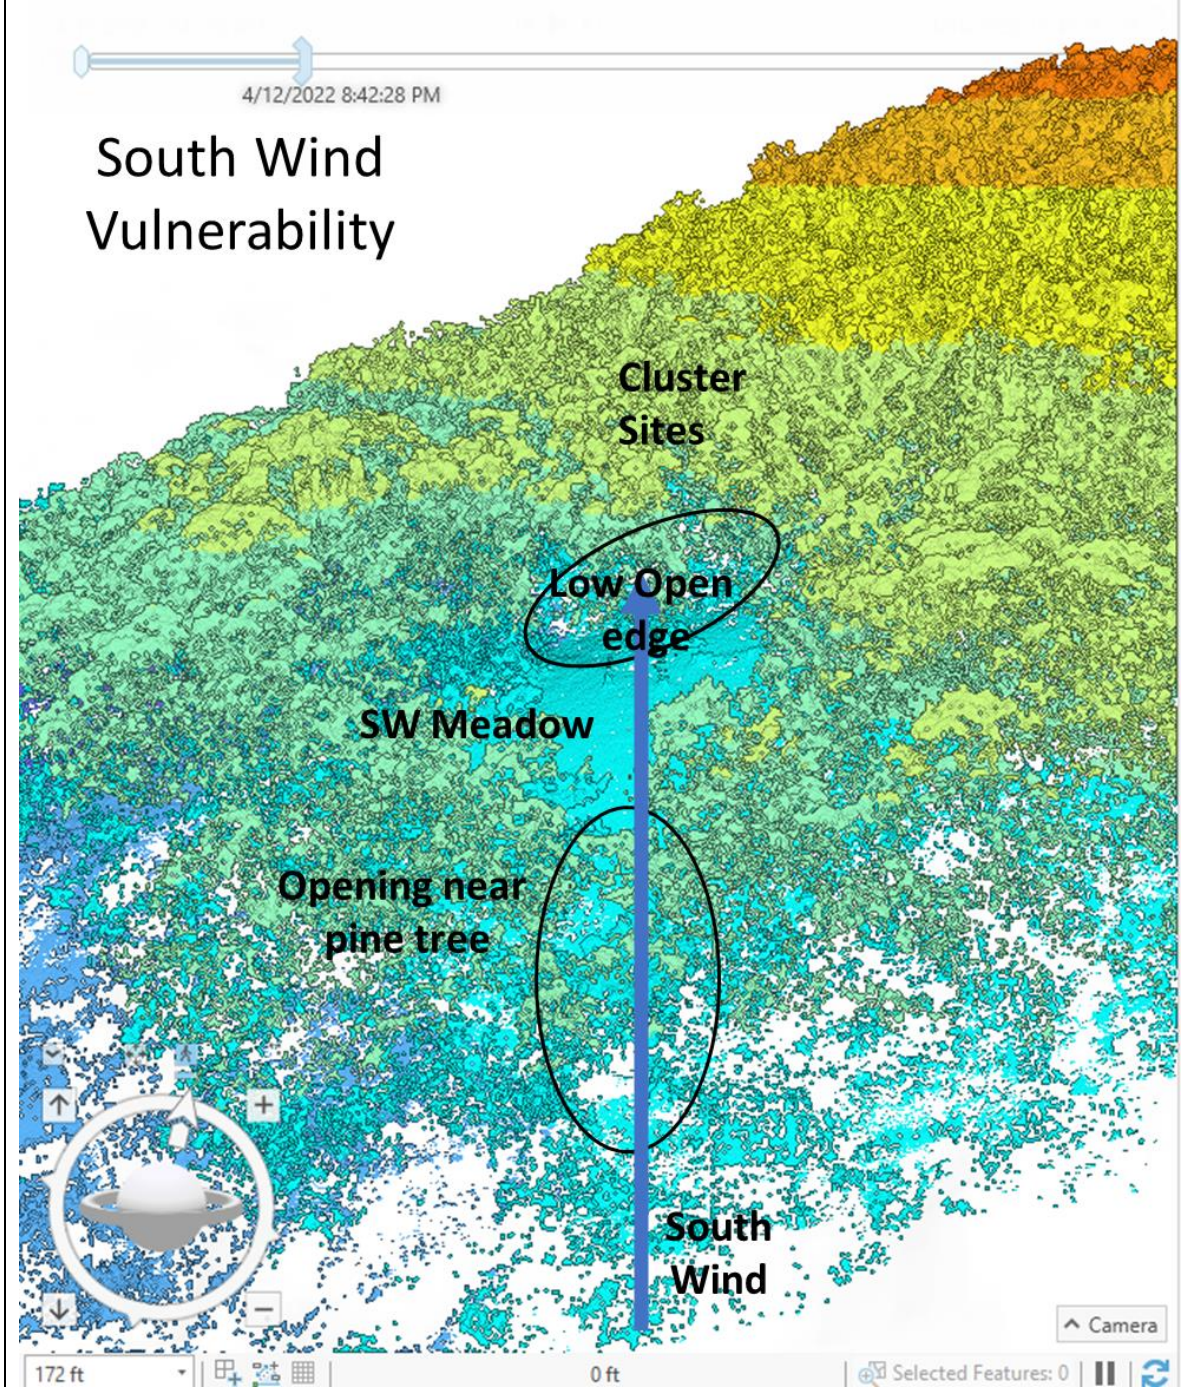 4/12/2022 8:42:28 PM
South Wind
Vulnerability
Cluster
Sites
Low Open
edge
SW Meadow
Opening near
pine tree
South
Wind
Camera
172 ft
0 ft
Selected Features: 0